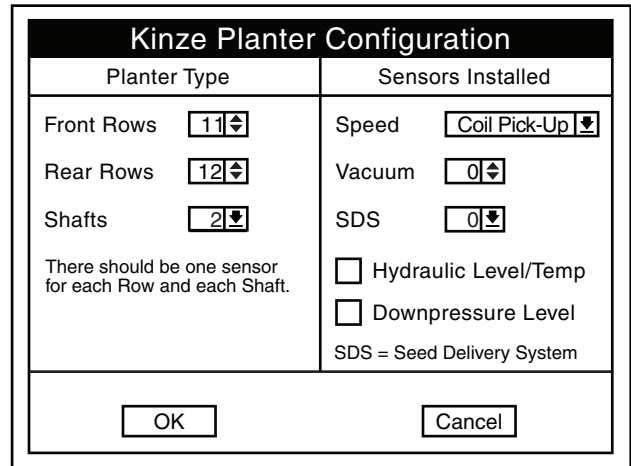 Kinze Planter Configuration
Planter Type
Front Rows 11
Rear Rows 12
Shafts 2
There should be one sensor
for each Row and each Shaft.
Sensors Installed
Speed Coil Pick-Up
Vacuum 0
SDS 0
Hydraulic Level/Temp
Downpressure Level
SDS = Seed Delivery System
OK
Cancel